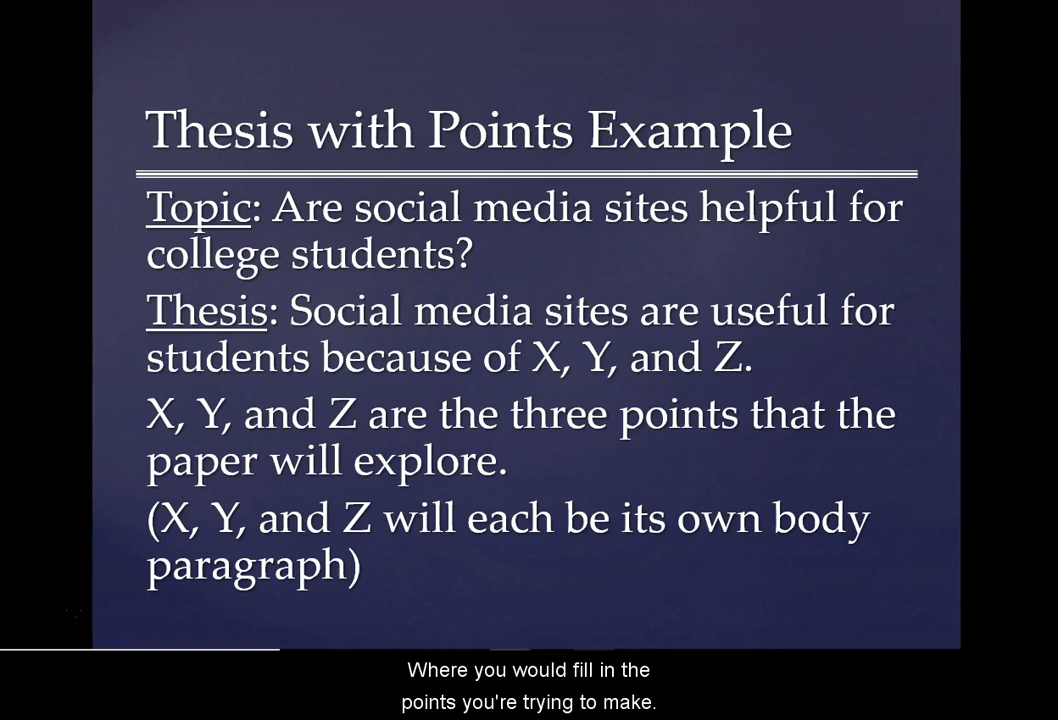 Thesis with Points Example
Topic: Are social media sites helpful for
college students?
Thesis: Social media sites are useful for
students because of X, Y, and Z.
X, Y, and Z are the three points that the
paper will explore.
(X, Y, and Z will each be its own body
paragraph)
Where you would fill in the
points you're trying to make.